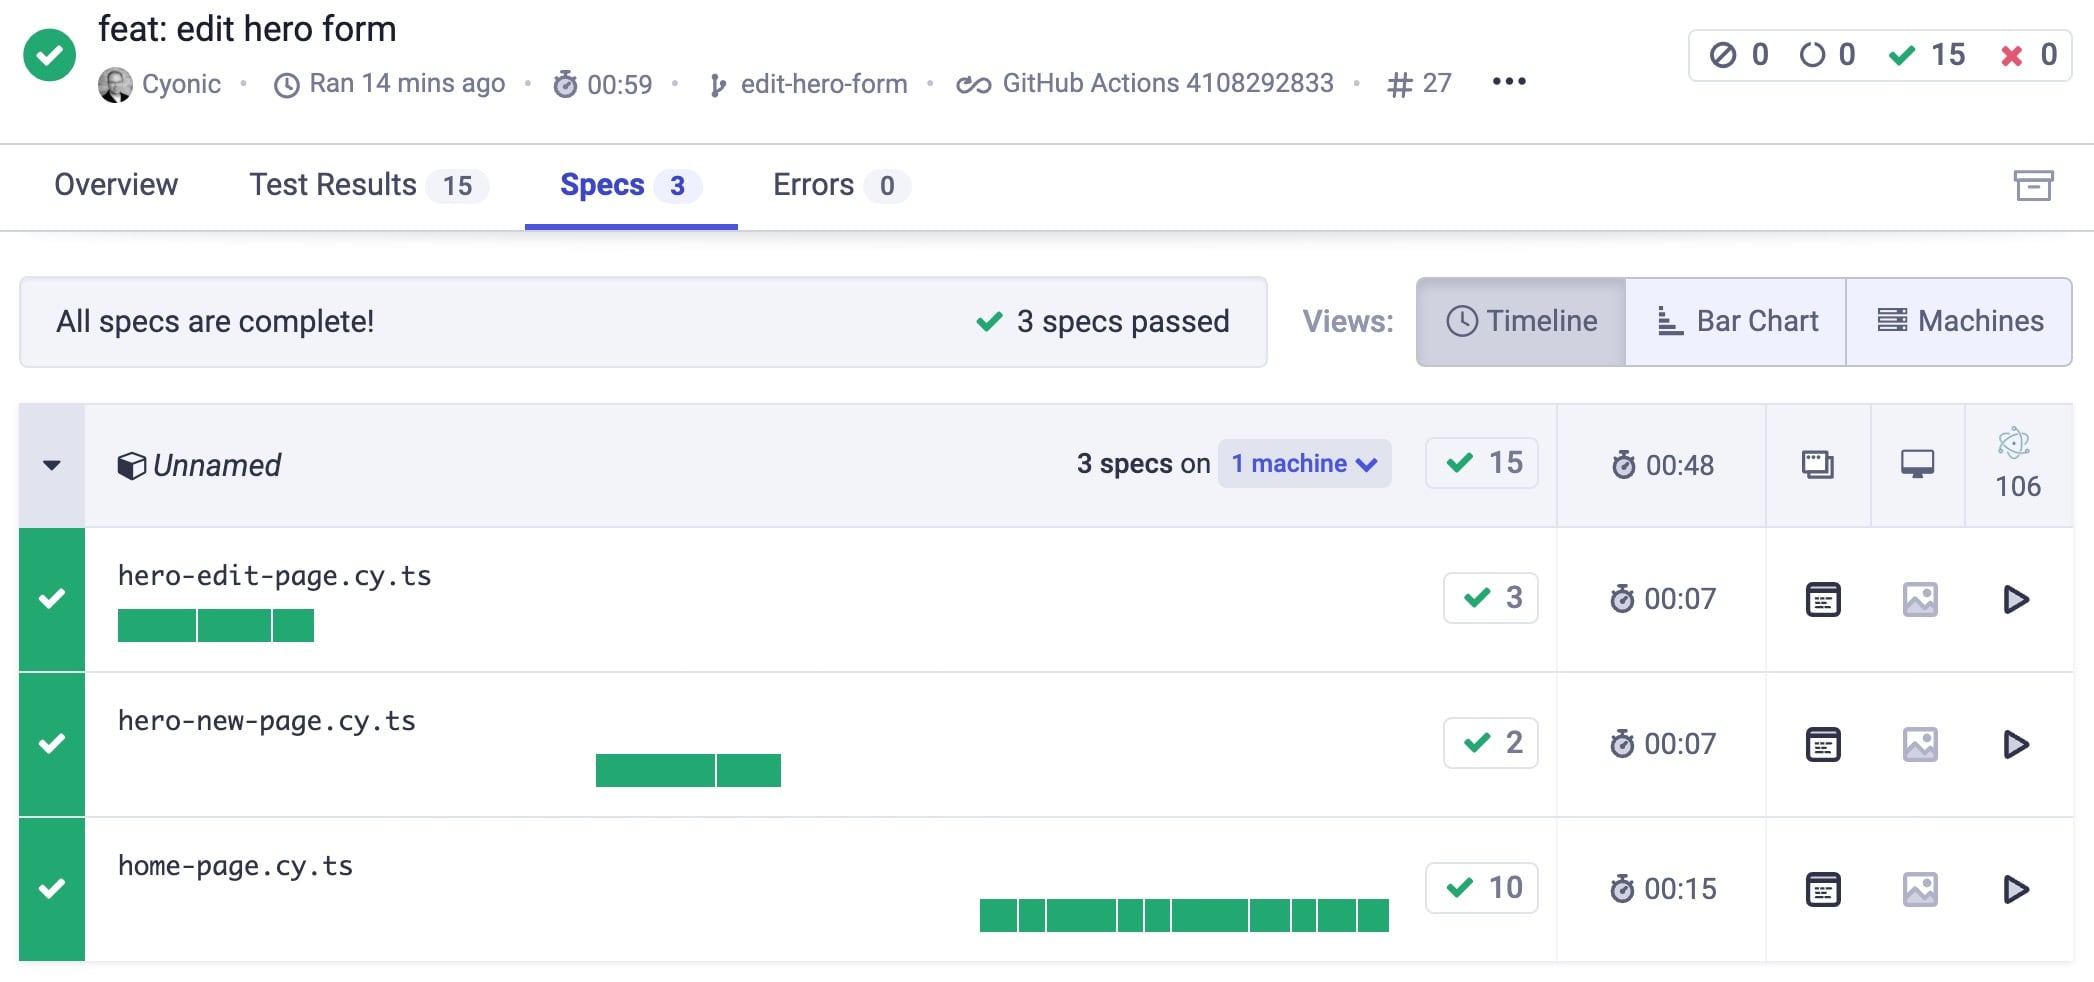 feat: edit hero form
Cyonic • Ran 14 mins ago • 00:59 • edit-hero-form • GitHub Actions 4108292833 • # 27 •••
0 0 15 0
Overview Test Results 15 Specs 3 Errors 0
All specs are complete! 3 specs passed Views: Timeline Bar Chart Machines
Unnamed 3 specs on 1 machine 15 00:48 106
hero-edit-page.cy.ts 3 00:07
hero-new-page.cy.ts 2 00:07
home-page.cy.ts 10 00:15